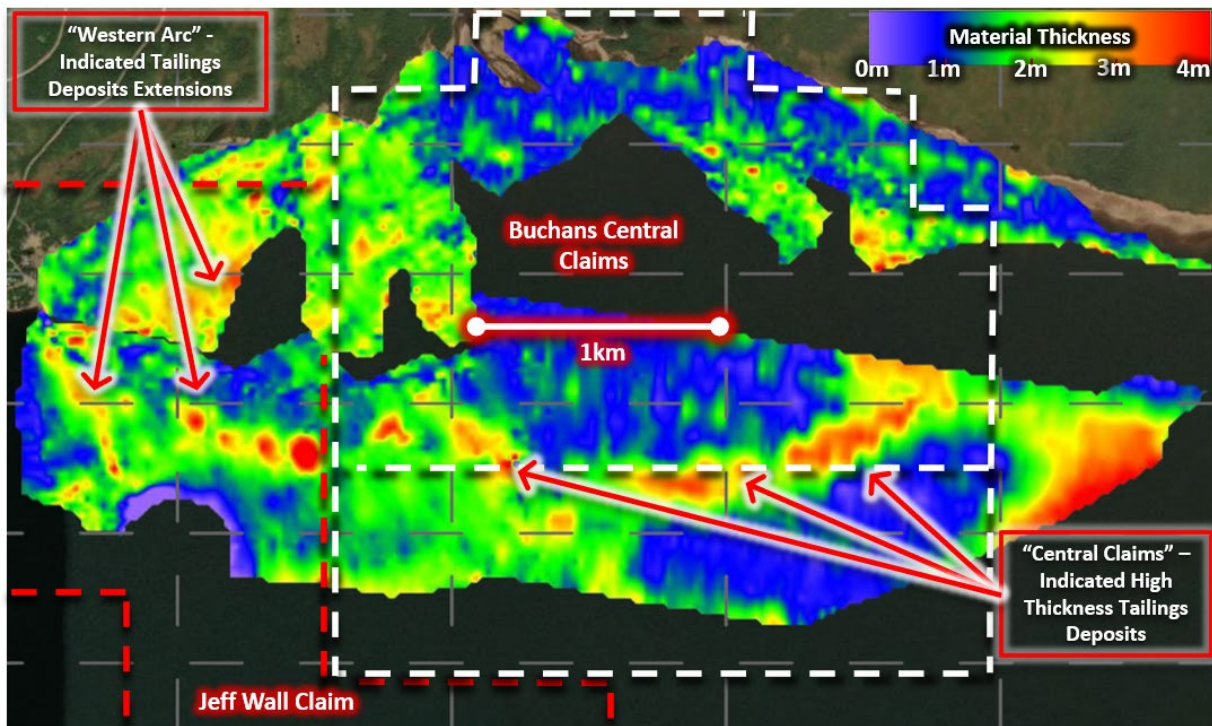 “Western Arc” -
Indicated Tailings
Deposits Extensions
Material Thickness
0m 1m 2m 3m 4m
Buchans Central
Claims
1km
“Central Claims” –
Indicated High
Thickness Tailings
Deposits
Jeff Wall Claim